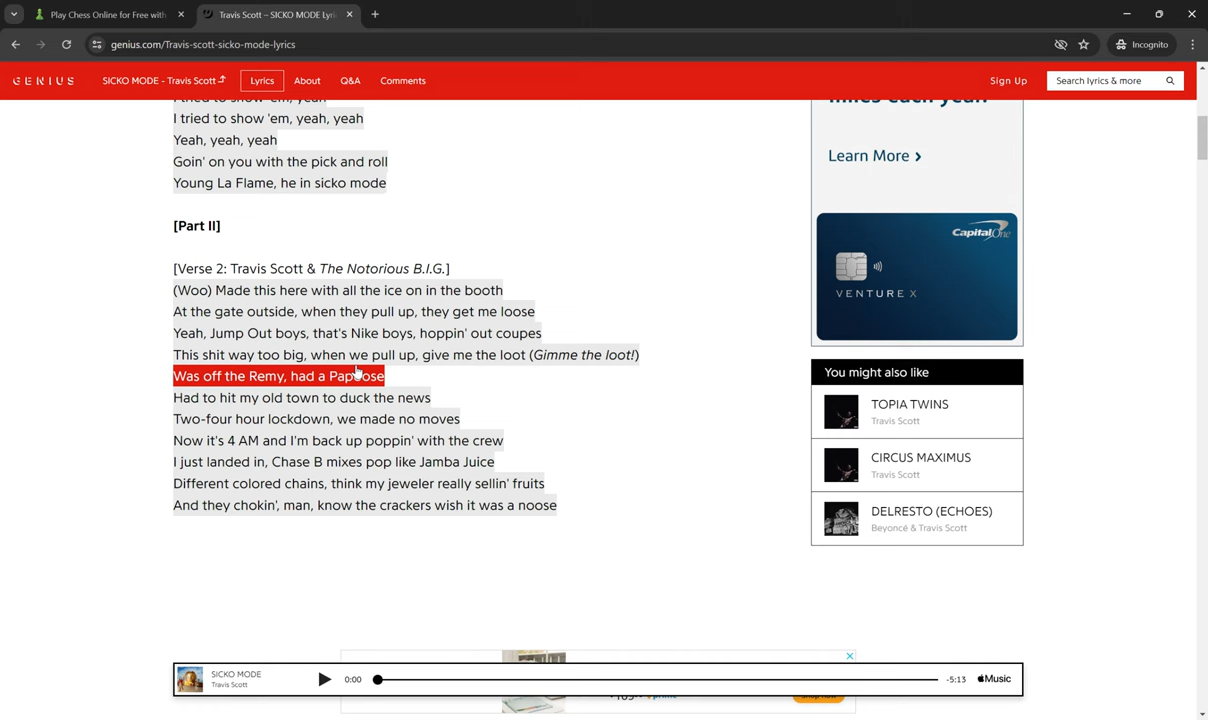 Play Chess Online for Free with
Travis Scott – SICKO MODE Lyri
genius.com/Travis-scott-sicko-mode-lyrics
Incognito
GENIUS
SICKO MODE - Travis Scott
Lyrics
About
Q&A
Comments
Sign Up
Search lyrics & more
I tried to show 'em, yeah
I tried to show 'em, yeah, yeah
Yeah, yeah, yeah
Goin' on you with the pick and roll
Young La Flame, he in sicko mode
[Part II]
[Verse 2: Travis Scott & The Notorious B.I.G.]
(Woo) Made this here with all the ice on in the booth
At the gate outside, when they pull up, they get me loose
Yeah, Jump Out boys, that's Nike boys, hoppin' out coupes
This shit way too big, when we pull up, give me the loot (Gimme the loot!)
Was off the Remy, had a Papoose
Had to hit my old town to duck the news
Two-four hour lockdown, we made no moves
Now it's 4 AM and I'm back up poppin' with the crew
I just landed in, Chase B mixes pop like Jamba Juice
Different colored chains, think my jeweler really sellin' fruits
And they chokin', man, know the crackers wish it was a noose
miles each year.
Learn More
Capital One
VENTURE X
You might also like
TOPIA TWINS
Travis Scott
CIRCUS MAXIMUS
Travis Scott
DELRESTO (ECHOES)
Beyoncé & Travis Scott
SICKO MODE
Travis Scott
0:00
-5:13
Music
prime
Shop now